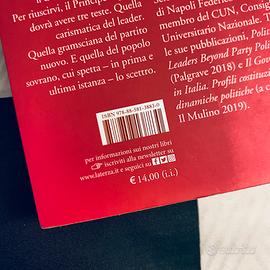 Per riuscirvi, il Principe
dovrà avere tre teste. Quella
carismatica del leader.
Quella gramsciana del partito
nuovo. E quella del popolo
sovrano, cui spetta – in prima e
ultima istanza – lo scettro.
di Napoli Federico
membro del CUN, Consig
Universitario Nazionale. T
le sue pubblicazioni, Polit
Leaders Beyond Party Poli
(Palgrave 2018) e Il Gov
in Italia. Profili costituz
dinamiche politiche (a c
Il Mulino 2019).
ISBN 978-88-581-3883-0
per informazioni sui nostri libri
iscriviti alla newsletter su
www.laterza.it e seguici su
€ 14,00 (i.i.)